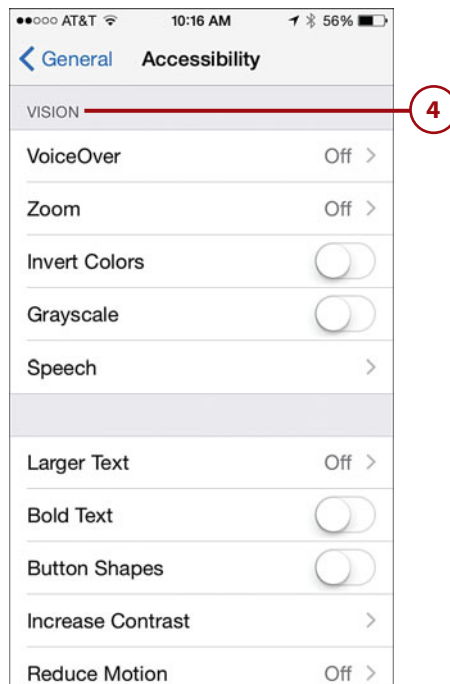 AT&T 10:16 AM 56%
General Accessibility
VISION
4
VoiceOver Off
Zoom Off
Invert Colors
Grayscale
Speech
Larger Text Off
Bold Text
Button Shapes
Increase Contrast
Reduce Motion Off